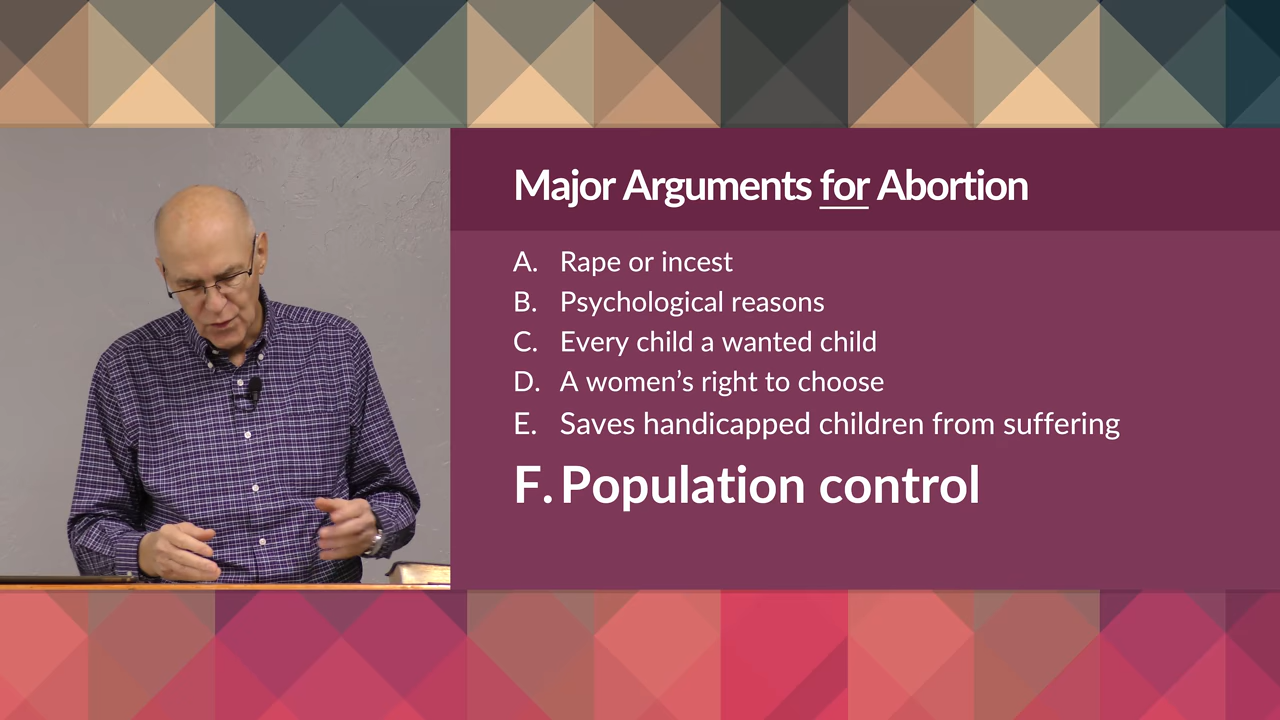 Major Arguments for Abortion
A. Rape or incest
B. Psychological reasons
C. Every child a wanted child
D. A women’s right to choose
E. Saves handicapped children from suffering
F. Population control